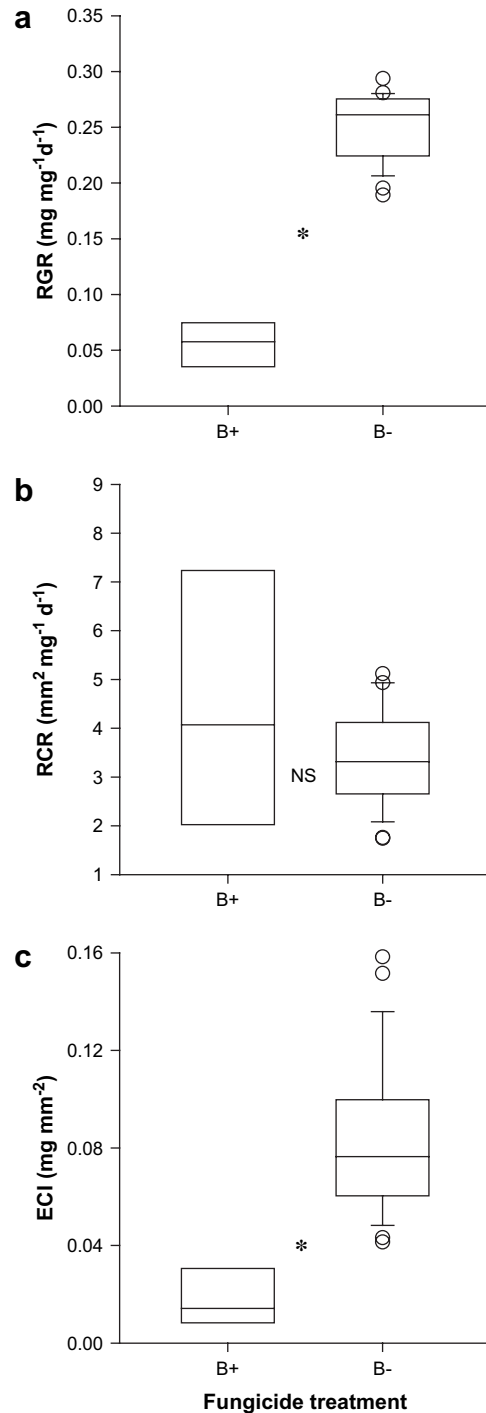 a
0.35
0.30
0.25
0.20
0.15
0.10
0.05
0.00
RGR (mg mg⁻¹d⁻¹)
*
B+ B-
b
9
8
7
6
5
4
3
2
1
RCR (mm² mg⁻¹ d⁻¹)
NS
B+ B-
c
0.16
0.12
0.08
0.04
0.00
ECI (mg mm⁻²)
*
B+ B-
Fungicide treatment